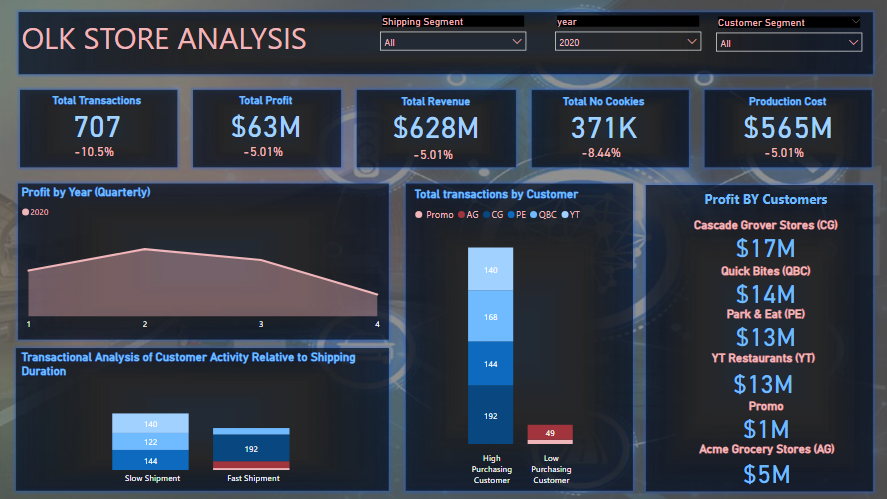 OLK STORE ANALYSIS
Shipping Segment
All
year
2020
Customer Segment
All
Total Transactions
707
-10.5%
Total Profit
$63M
-5.01%
Total Revenue
$628M
-5.01%
Total No Cookies
371K
-8.44%
Production Cost
$565M
-5.01%
Profit by Year (Quarterly)
2020
1 2 3 4
Transactional Analysis of Customer Activity Relative to Shipping
Duration
140
122
144
192
Slow Shipment
Fast Shipment
Total transactions by Customer
Promo AG CG PE QBC YT
140
168
144
192
49
High
Purchasing
Customer
Low
Purchasing
Customer
Profit BY Customers
Cascade Grover Stores (CG)
$17M
Quick Bites (QBC)
$14M
Park & Eat (PE)
$13M
YT Restaurants (YT)
$13M
Promo
$1M
Acme Grocery Stores (AG)
$5M